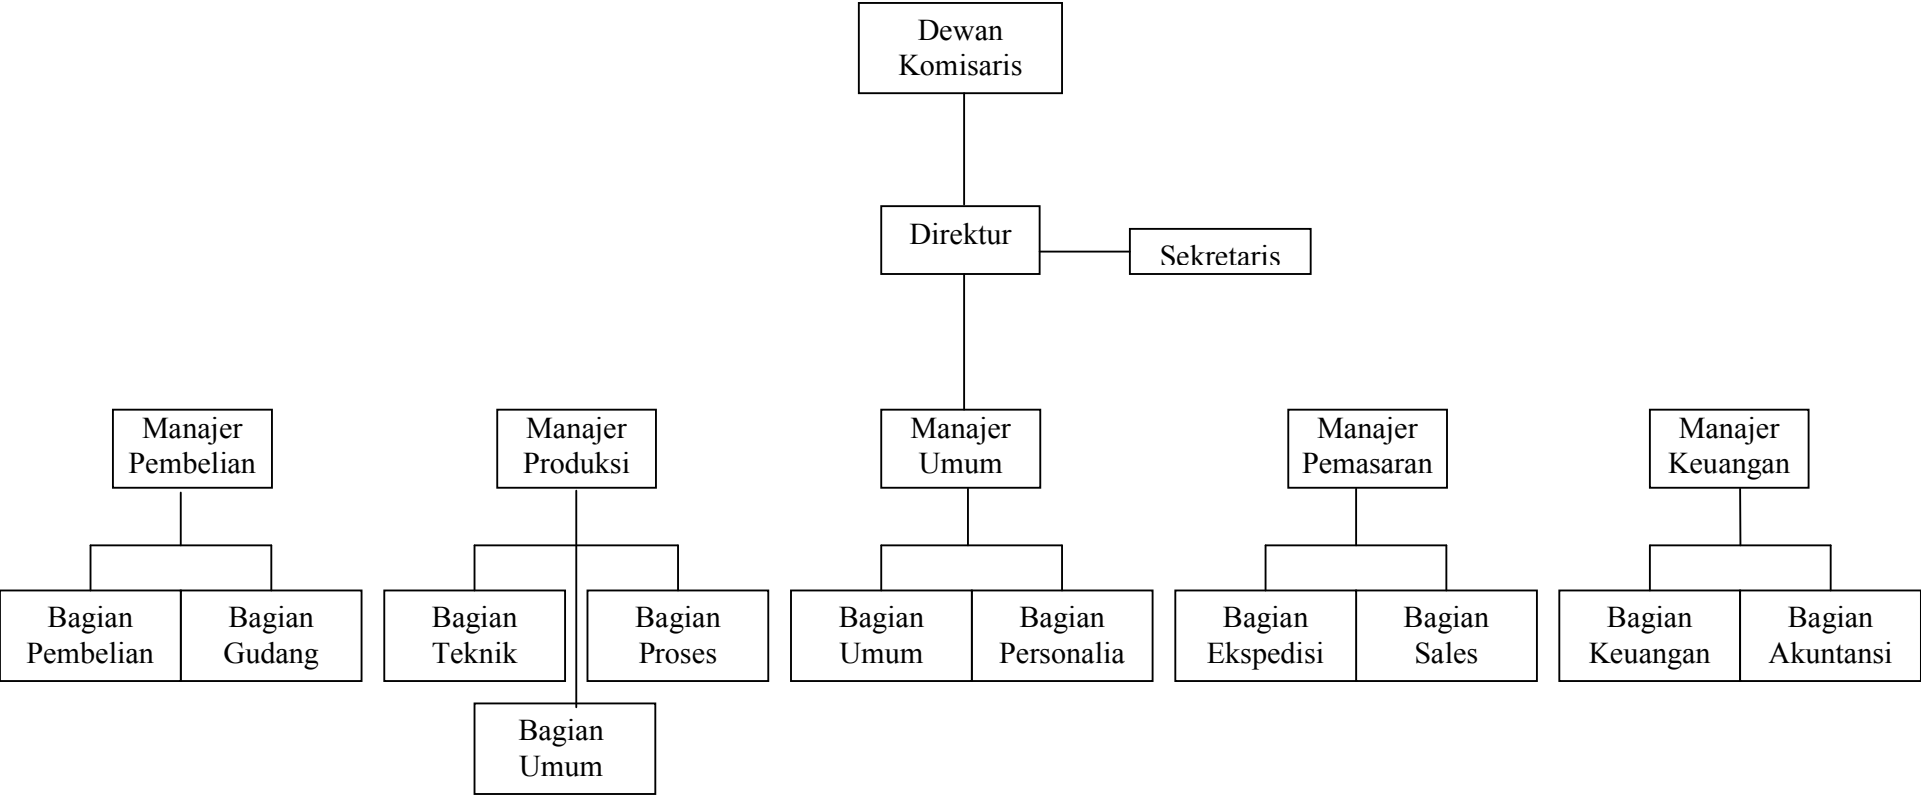 Dewan
Komisaris
Direktur
Sekretaris
Manajer
Pembelian
Manajer
Produksi
Manajer
Umum
Manajer
Pemasaran
Manajer
Keuangan
Bagian
Pembelian
Bagian
Gudang
Bagian
Teknik
Bagian
Proses
Bagian
Umum
Bagian
Personalia
Bagian
Ekspedisi
Bagian
Sales
Bagian
Keuangan
Bagian
Akuntansi
Bagian
Umum